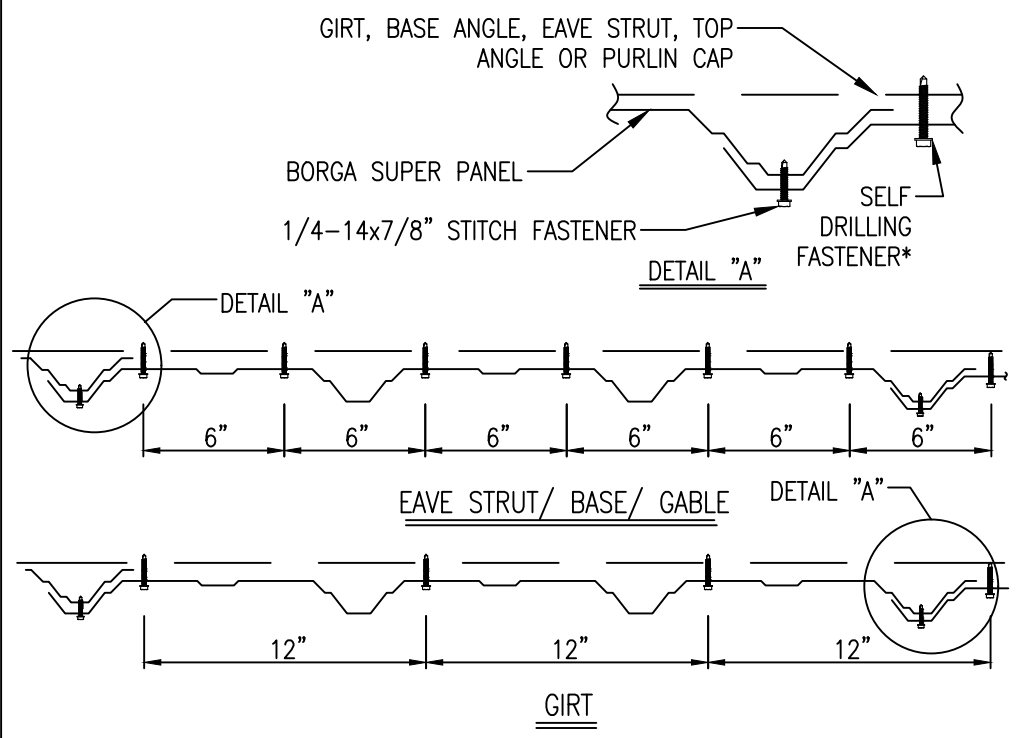 GIRT, BASE ANGLE, EAVE STRUT, TOP
ANGLE OR PURLIN CAP
BORGA SUPER PANEL
1/4-14x7/8" STITCH FASTENER
SELF
DRILLING
FASTENER*
DETAIL "A"
DETAIL "A"
6" 6" 6" 6" 6" 6"
EAVE STRUT/ BASE/ GABLE
DETAIL "A"
12" 12" 12"
GIRT